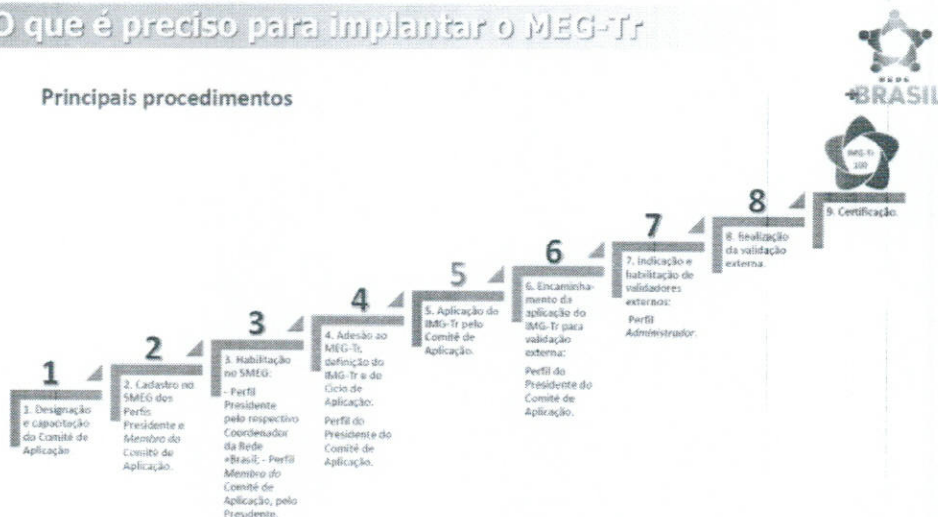 O que é preciso para implantar o MEG-Tr
REDE
+BRASIL
Principais procedimentos
IMG-Tr
100
1
1. Designação
e capacitação
do Comitê de
Aplicação
2
2. Cadastro no
SMEG dos
Perfis
Presidente e
Membro do
Comitê de
Aplicação.
3
3. Habilitação
no SMEG:
- Perfil
Presidente
pelo respectivo
Coordenador
da Rede
+Brasil; - Perfil
Membro do
Comitê de
Aplicação, pelo
Presidente.
4
4. Adesão ao
MEG-Tr,
definição do
IMG-Tr e do
Ciclo de
Aplicação.
Perfil do
Presidente do
Comitê de
Aplicação.
5
5. Aplicação do
IMG-Tr pelo
Comitê de
Aplicação.
6
6. Encaminha-
mento da
aplicação do
IMG-Tr para
validação
externa:
Perfil do
Presidente do
Comitê de
Aplicação.
7
7. Indicação e
habilitação de
validadores
externos:
Perfil
Administrador.
8
8. Realização
da validação
externa.
9. Certificação.